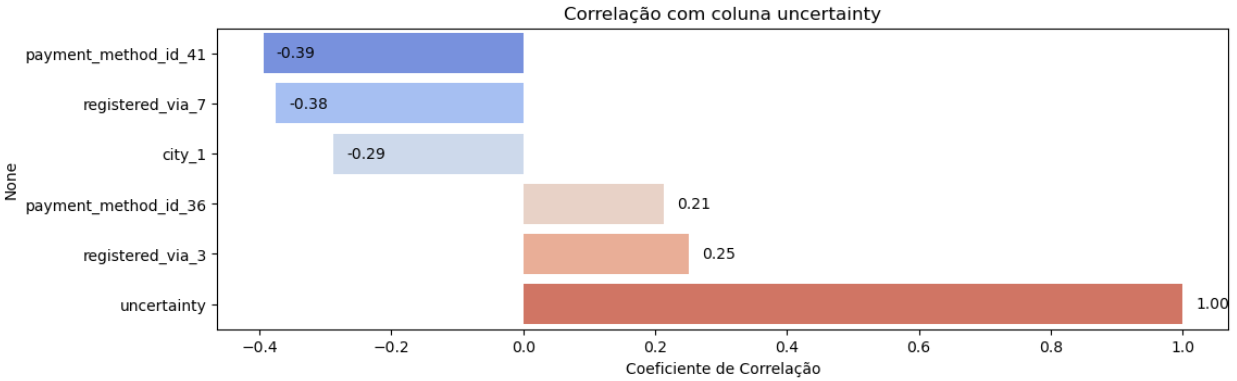 Correlação com coluna uncertainty
payment_method_id_41
-0.39
registered_via_7
-0.38
city_1
-0.29
None
payment_method_id_36
0.21
registered_via_3
0.25
uncertainty
1.00
−0.4 −0.2 0.0 0.2 0.4 0.6 0.8 1.0
Coeficiente de Correlação